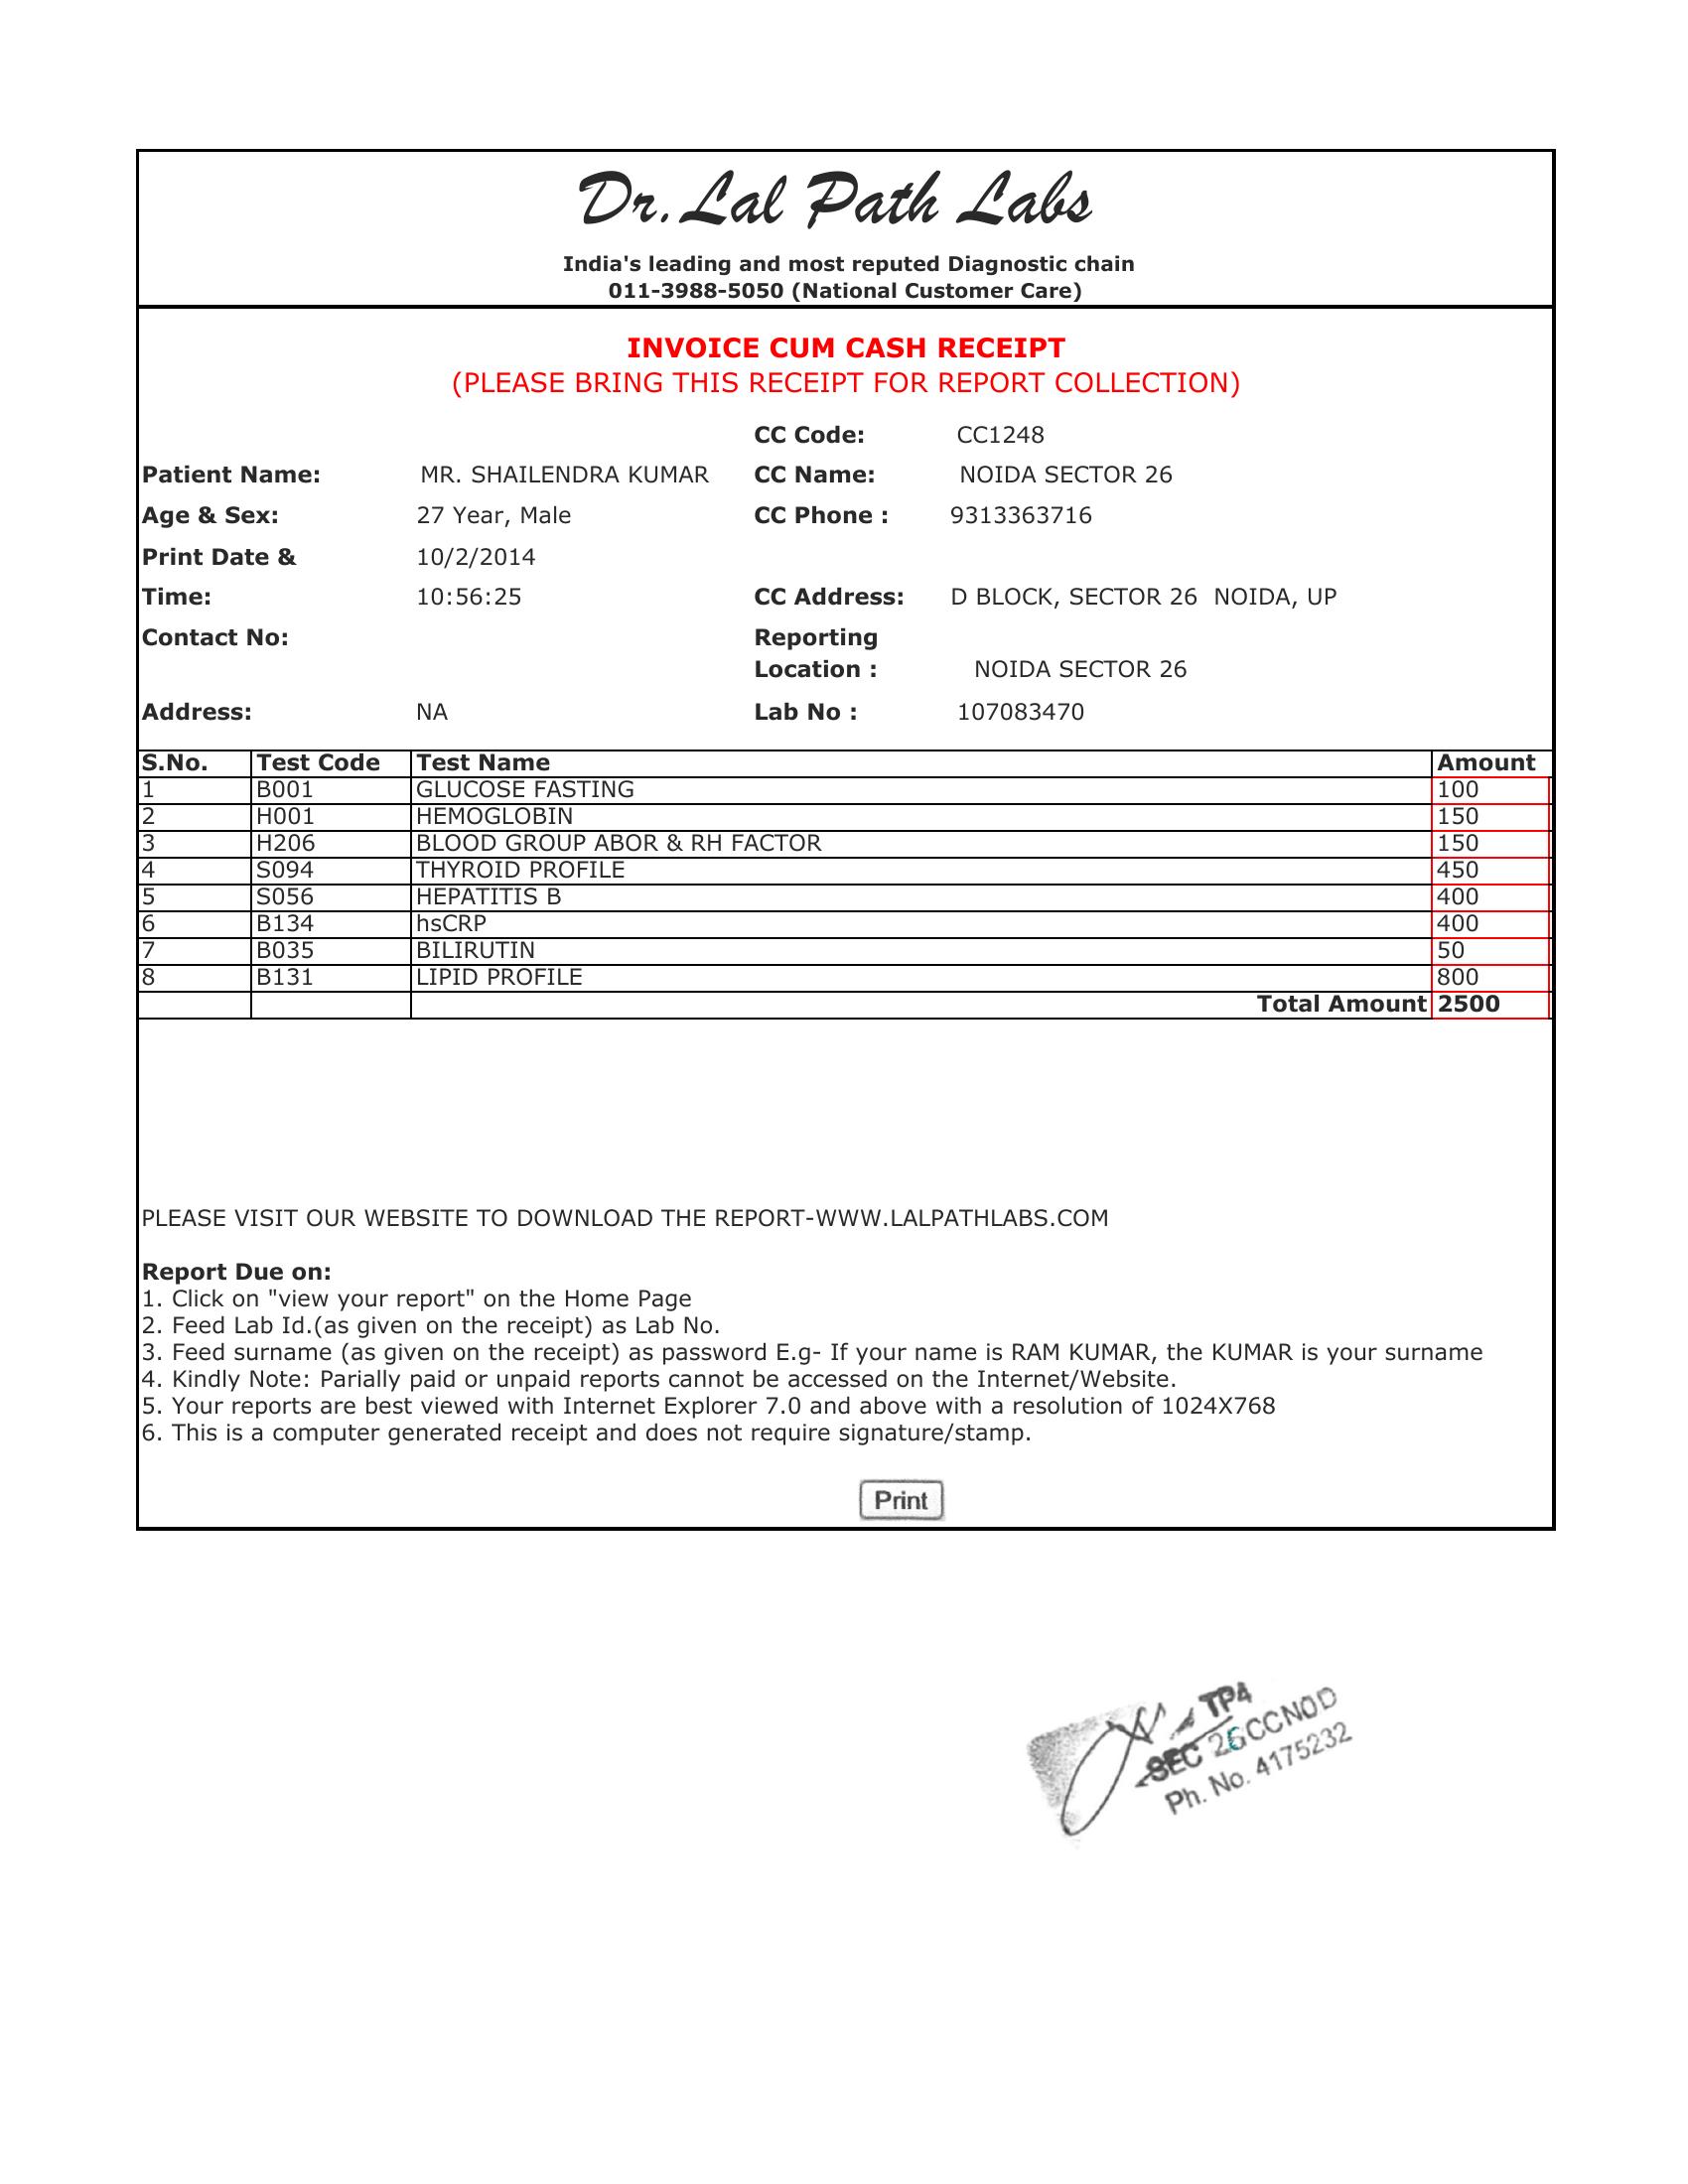 Dr. Lal Path Labs
India's leading and most reputed Diagnostic chain
011-3988-5050 (National Customer Care)
INVOICE CUM CASH RECEIPT
(PLEASE BRING THIS RECEIPT FOR REPORT COLLECTION)
CC Code: CC1248
Patient Name: MR. SHAILENDRA KUMAR CC Name: NOIDA SECTOR 26
Age & Sex: 27 Year, Male CC Phone : 9313363716
Print Date & 10/2/2014
Time: 10:56:25 CC Address: D BLOCK, SECTOR 26 NOIDA, UP
Contact No: Reporting
Location : NOIDA SECTOR 26
Address: NA Lab No : 107083470
S.No. Test Code Test Name Amount
1 B001 GLUCOSE FASTING 100
2 H001 HEMOGLOBIN 150
3 H206 BLOOD GROUP ABOR & RH FACTOR 150
4 S094 THYROID PROFILE 450
5 S056 HEPATITIS B 400
6 B134 hsCRP 400
7 B035 BILIRUTIN 50
8 B131 LIPID PROFILE 800
Total Amount 2500
PLEASE VISIT OUR WEBSITE TO DOWNLOAD THE REPORT-WWW.LALPATHLABS.COM
Report Due on:
1. Click on "view your report" on the Home Page
2. Feed Lab Id.(as given on the receipt) as Lab No.
3. Feed surname (as given on the receipt) as password E.g- If your name is RAM KUMAR, the KUMAR is your surname
4. Kindly Note: Parially paid or unpaid reports cannot be accessed on the Internet/Website.
5. Your reports are best viewed with Internet Explorer 7.0 and above with a resolution of 1024X768
6. This is a computer generated receipt and does not require signature/stamp.
Print
SEC 26 CCNOD
Ph. No. 4175232